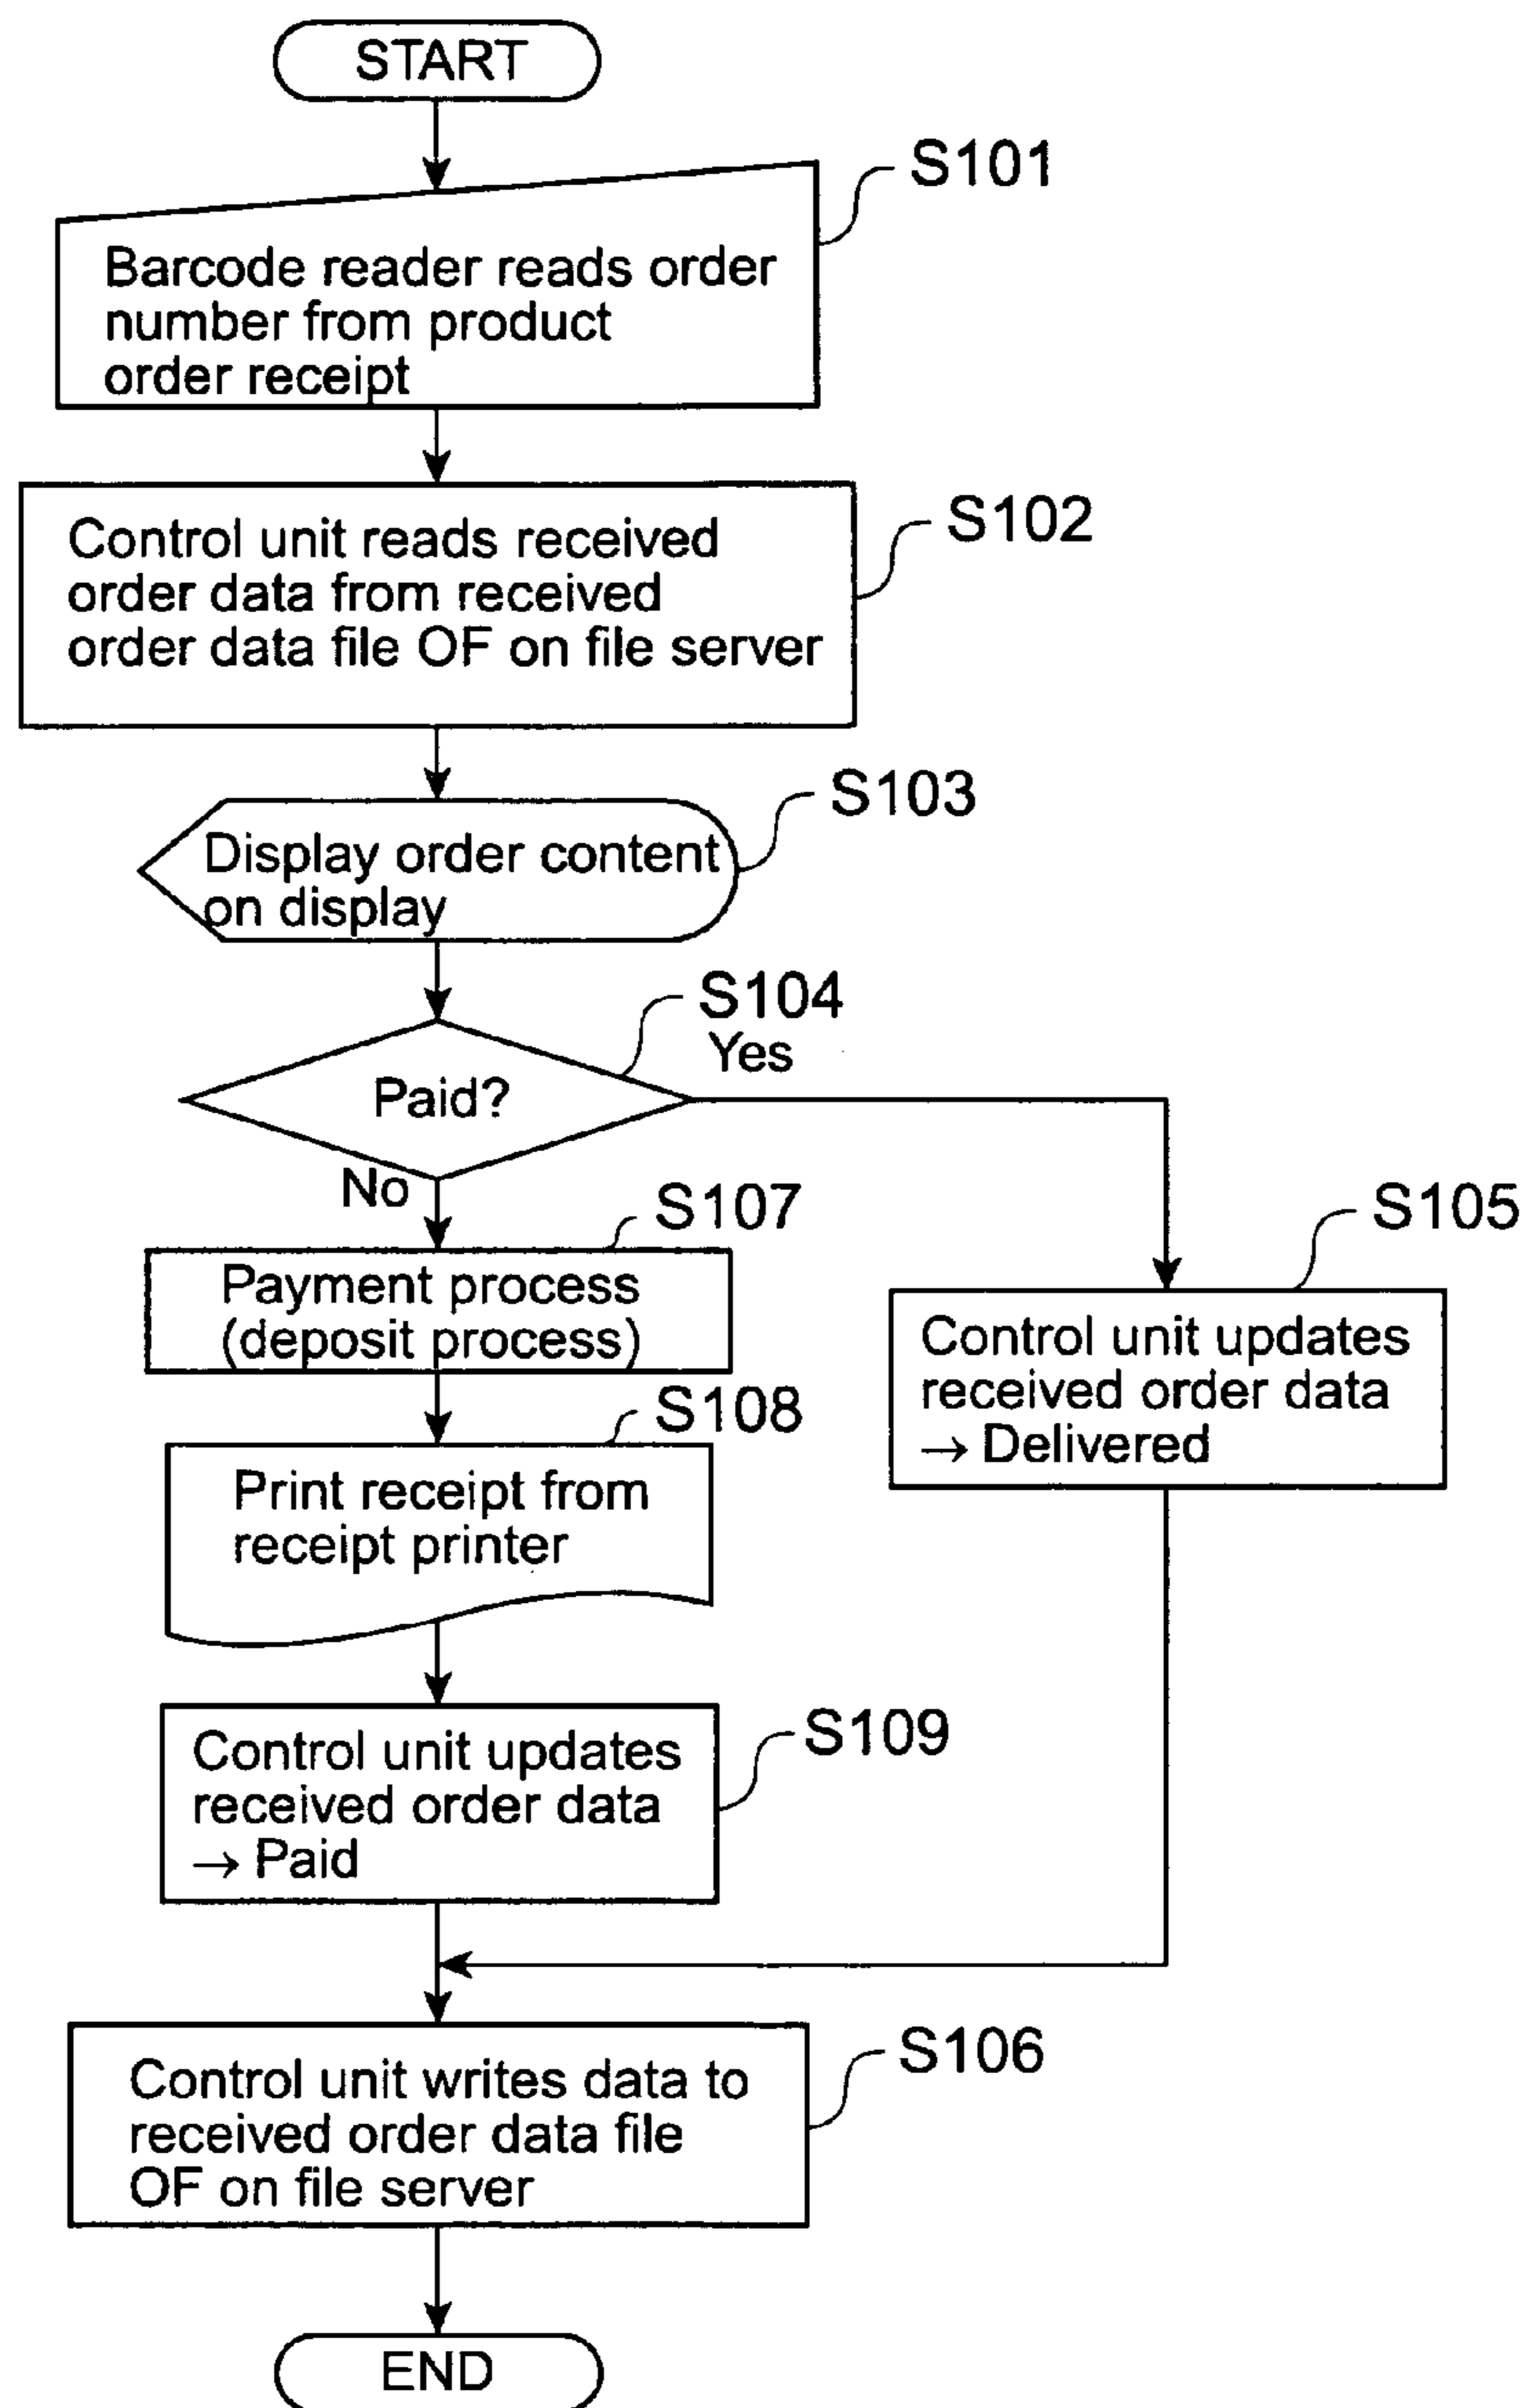 START
S101
Barcode reader reads order
number from product
order receipt
S102
Control unit reads received
order data from received
order data file OF on file server
S103
Display order content
on display
S104
Yes
Paid?
No
S107
Payment process
(deposit process)
S105
Control unit updates
received order data
→ Delivered
S108
Print receipt from
receipt printer
S109
Control unit updates
received order data
→ Paid
S106
Control unit writes data to
received order data file
OF on file server
END